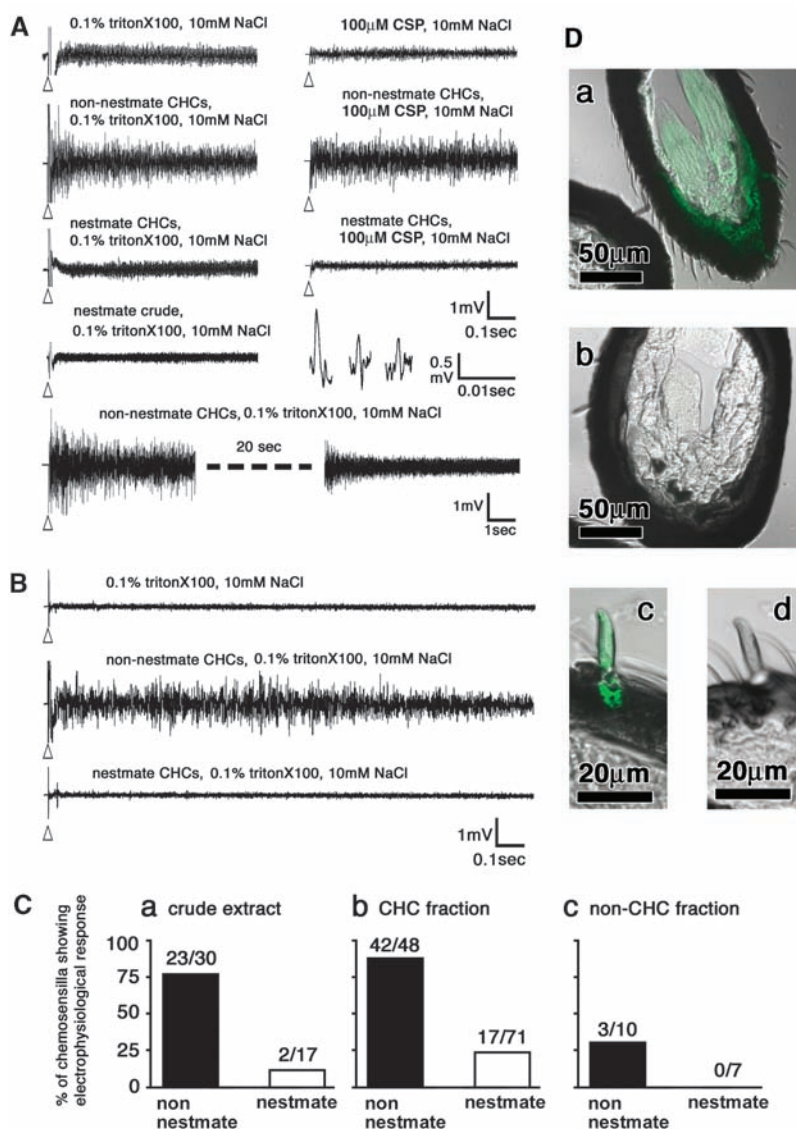 A
0.1% tritonX100, 10mM NaCl
100μM CSP, 10mM NaCl
non-nestmate CHCs,
0.1% tritonX100, 10mM NaCl
non-nestmate CHCs,
100μM CSP, 10mM NaCl
nestmate CHCs,
0.1% tritonX100, 10mM NaCl
nestmate CHCs,
100μM CSP, 10mM NaCl
1mV
0.1sec
nestmate crude,
0.1% tritonX100, 10mM NaCl
0.5
mV
0.01sec
non-nestmate CHCs, 0.1% tritonX100, 10mM NaCl
20 sec
1mV
1sec
B
0.1% tritonX100, 10mM NaCl
non-nestmate CHCs, 0.1% tritonX100, 10mM NaCl
nestmate CHCs, 0.1% tritonX100, 10mM NaCl
1mV
0.1sec
D
a
50μm
b
50μm
c
20μm
d
20μm
C
% of chemosensilla showing
electrophysiological response
a crude extract
100
75
50
25
0
23/30
2/17
non
nestmate
nestmate
b CHC fraction
42/48
17/71
non
nestmate
nestmate
c non-CHC fraction
3/10
0/7
non
nestmate
nestmate